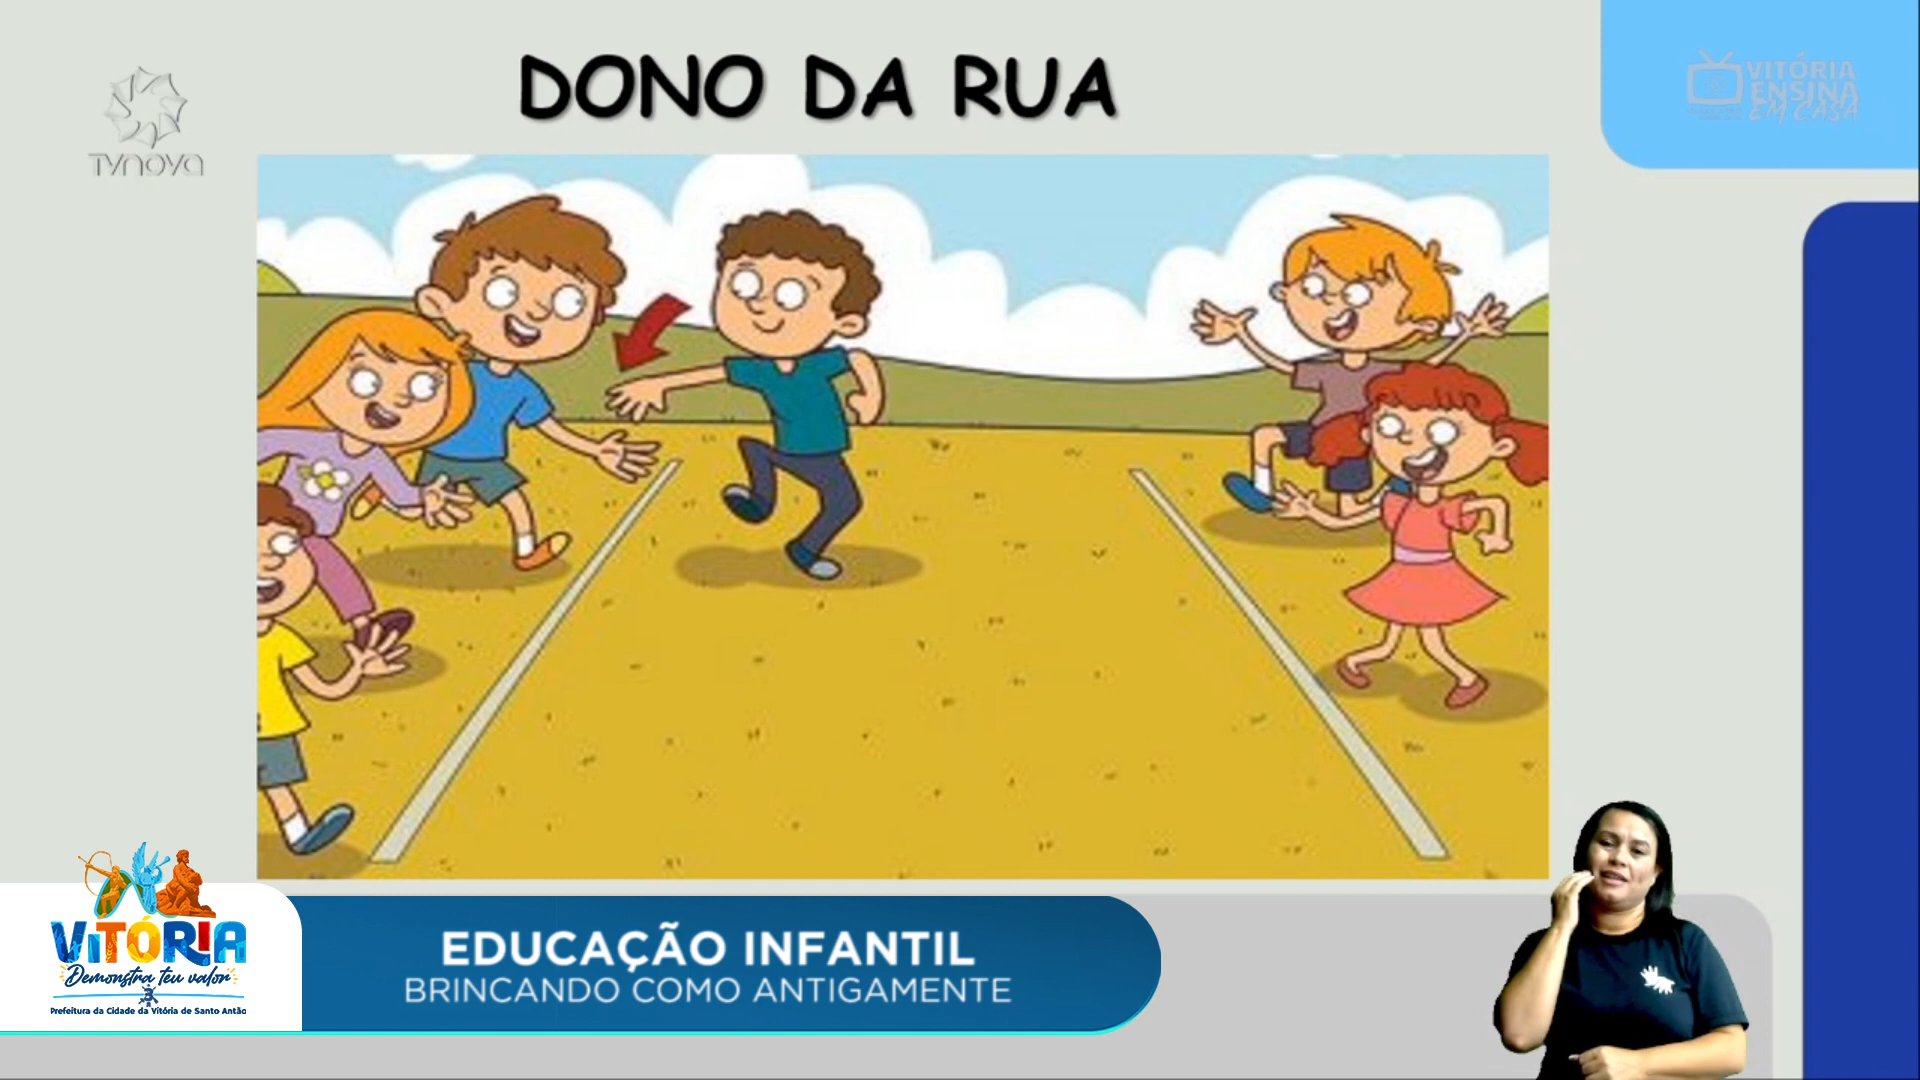 DONO DA RUA
TVNOVA
VITÓRIA
ENSINA
EM CASA
VITÓRIA
Demonstra teu valor
Prefeitura da Cidade da Vitória de Santo Antão
EDUCAÇÃO INFANTIL
BRINCANDO COMO ANTIGAMENTE